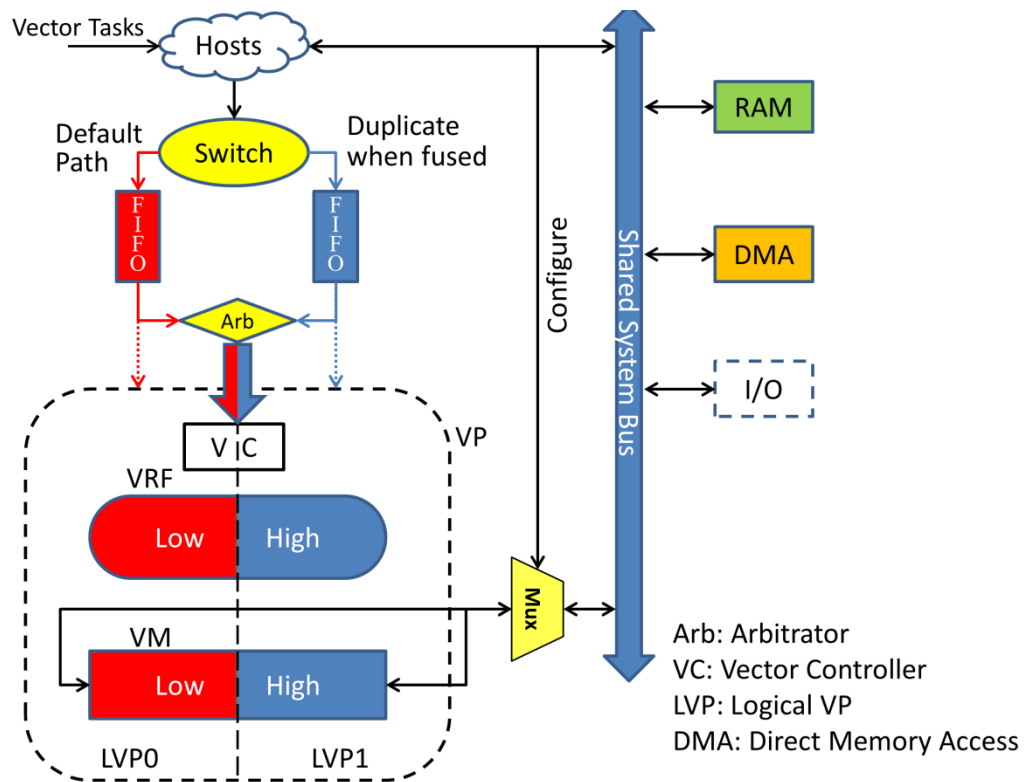 Vector Tasks
Hosts
Default
Path
Switch
Duplicate
when fused
FIFO
FIFO
Arb
Configure
Shared System Bus
RAM
DMA
I/O
V C
VP
VRF
Low
High
Mux
VM
Low
High
LVP0
LVP1
Arb: Arbitrator
VC: Vector Controller
LVP: Logical VP
DMA: Direct Memory Access